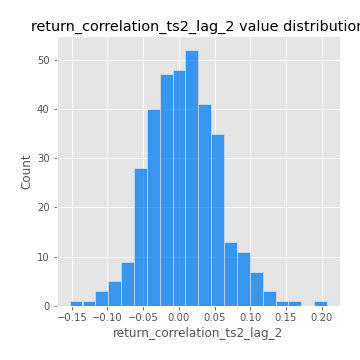 return_correlation_ts2_lag_2 value distribution
50
40
30
20
10
0
Count
−0.15 −0.10 −0.05 0.00 0.05 0.10 0.15 0.20
return_correlation_ts2_lag_2